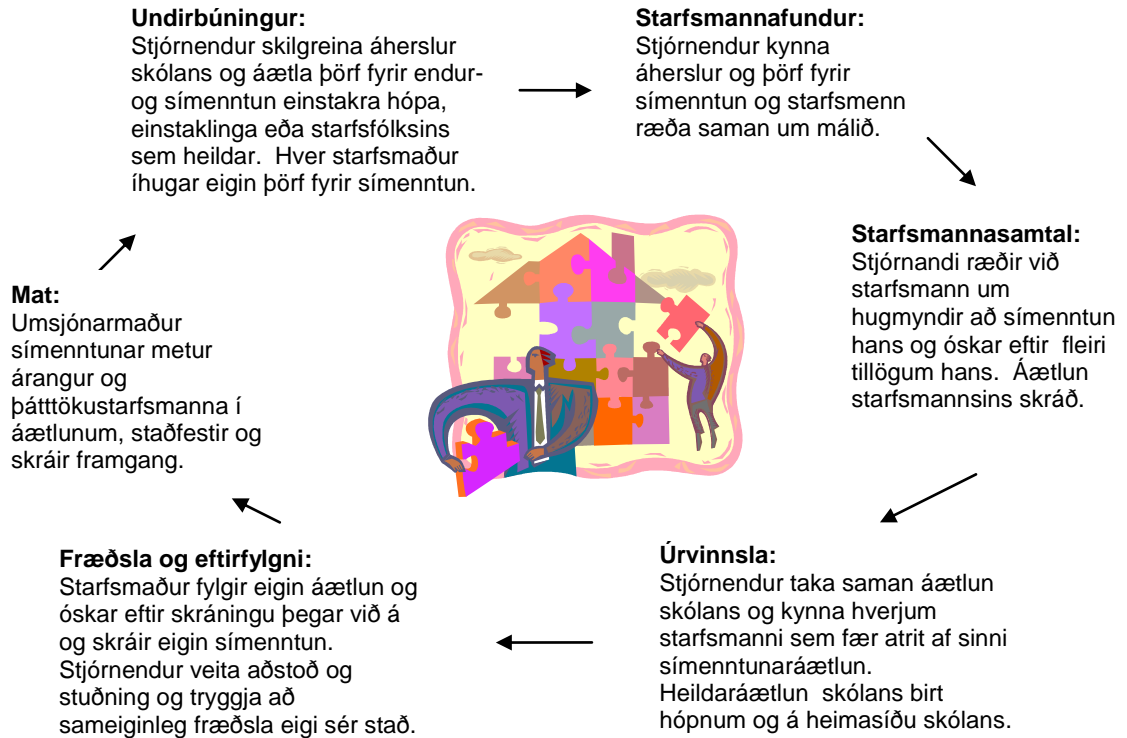 Undirbúningur:
Stjórnendur skilgreina áherslur
skólans og áætla þörf fyrir endur-
og símenntun einstakra hópa,
einstaklinga eða starfsfólksins
sem heildar.  Hver starfsmaður
íhugar eigin þörf fyrir símenntun.
Starfsmannafundur:
Stjórnendur kynna
áherslur og þörf fyrir
símenntun og starfsmenn
ræða saman um málið.
Starfsmannasamtal:
Stjórnandi ræðir við
starfsmann um
hugmyndir að símenntun
hans og óskar eftir  fleiri
tillögum hans.  Áætlun
starfsmannsins skráð.
Úrvinnsla:
Stjórnendur taka saman áætlun
skólans og kynna hverjum
starfsmanni sem fær atrit af sinni
símenntunaráætlun.
Heildaráætlun  skólans birt
hópnum og á heimasíðu skólans.
Fræðsla og eftirfylgni:
Starfsmaður fylgir eigin áætlun og
óskar eftir skráningu þegar við á
og skráir eigin símenntun.
Stjórnendur veita aðstoð og
stuðning og tryggja að
sameiginleg fræðsla eigi sér stað.
Mat:
Umsjónarmaður
símenntunar metur
árangur og
þátttökustarfsmanna í
áætlunum, staðfestir og
skráir framgang.